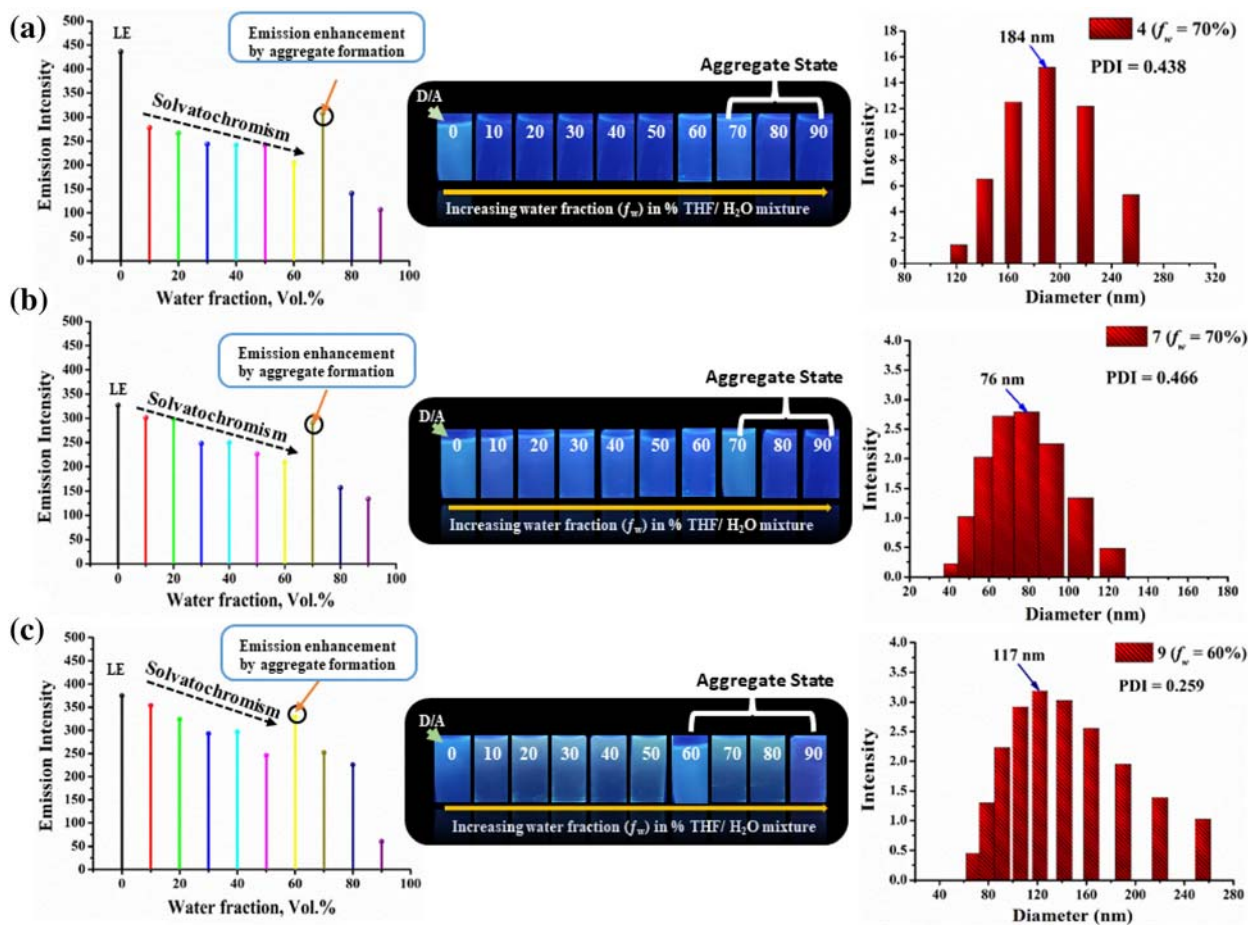 (a)
500
450
400
350
300
250
200
150
100
50
0
Emission Intensity
LE
Solvatochromism
Emission enhancement
by aggregate formation
0 20 40 60 80 100
Water fraction, Vol.%
Aggregate State
D/A
0 10 20 30 40 50 60 70 80 90
Increasing water fraction (fw) in % THF/ H₂O mixture
184 nm
4 (fw = 70%)
PDI = 0.438
18
16
14
12
10
8
6
4
2
0
Intensity
80 120 160 200 240 280 320
Diameter (nm)
(b)
500
450
400
350
300
250
200
150
100
50
0
Emission Intensity
LE
Solvatochromism
Emission enhancement
by aggregate formation
0 20 40 60 80 100
Water fraction, Vol.%
Aggregate State
D/A
0 10 20 30 40 50 60 70 80 90
Increasing water fraction (fw) in % THF/ H₂O mixture
76 nm
7 (fw = 70%)
PDI = 0.466
4.0
3.5
3.0
2.5
2.0
1.5
1.0
0.5
0.0
Intensity
20 40 60 80 100 120 140 160 180
Diameter (nm)
(c)
500
450
400
350
300
250
200
150
100
50
0
Emission Intensity
LE
Solvatochromism
Emission enhancement
by aggregate formation
0 20 40 60 80 100
Water fraction, Vol.%
Aggregate State
D/A
0 10 20 30 40 50 60 70 80 90
Increasing water fraction (fw) in % THF/ H₂O mixture
117 nm
9 (fw = 60%)
PDI = 0.259
4.0
3.5
3.0
2.5
2.0
1.5
1.0
0.5
0.0
Intensity
40 80 120 160 200 240 280
Diameter (nm)